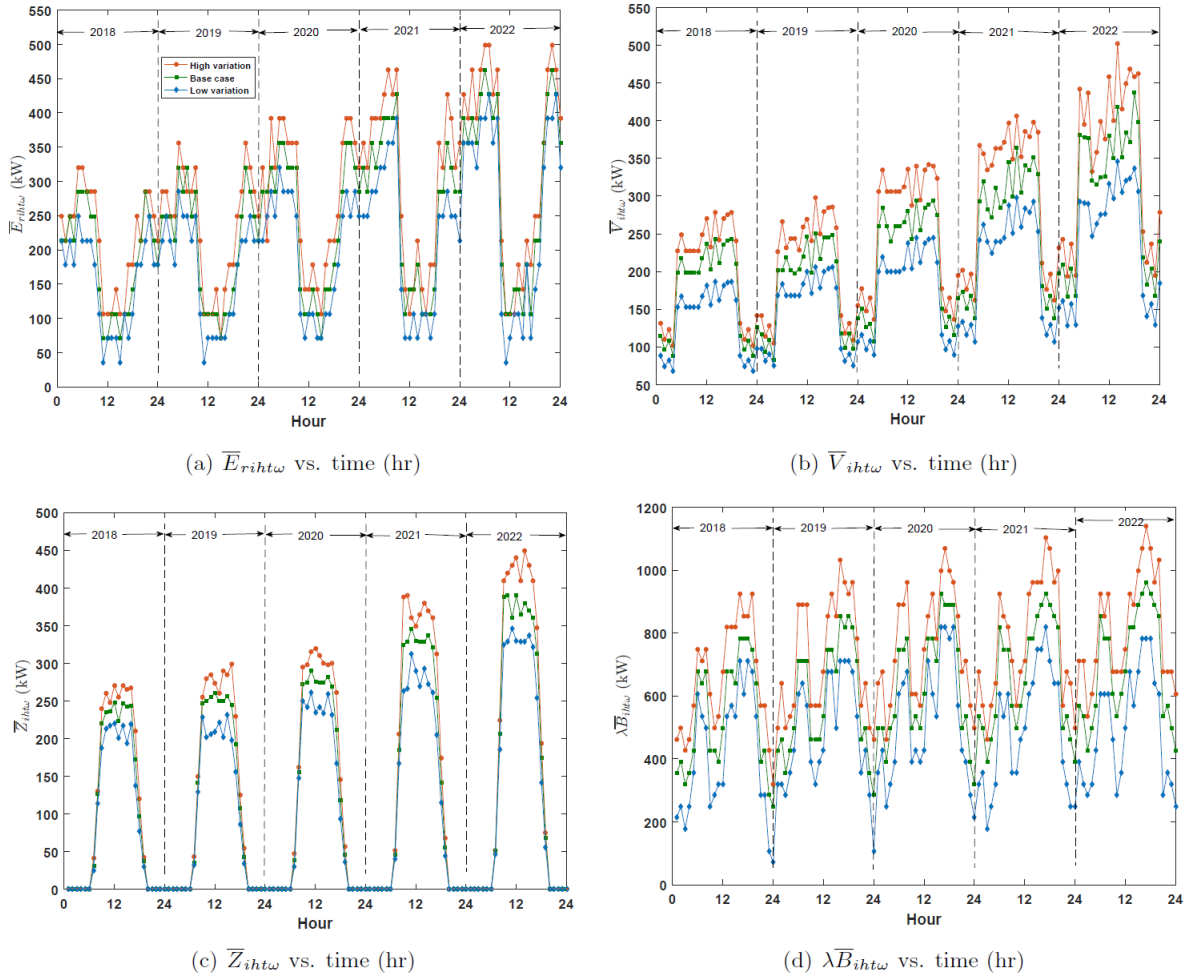 550
500
450
400
350
300
250
200
150
100
50
0
E̅rihtω (kW)
2018 2019 2020 2021 2022
High variation
Base case
Low variation
0 12 24 12 24 12 24 12 24 12 24
Hour
(a) E̅rihtω vs. time (hr)
550
500
450
400
350
300
250
200
150
100
50
V̅ihtω (kW)
2018 2019 2020 2021 2022
0 12 24 12 24 12 24 12 24 12 24
Hour
(b) V̅ihtω vs. time (hr)
500
450
400
350
300
250
200
150
100
50
0
Z̅ihtω (kW)
2018 2019 2020 2021 2022
0 12 24 12 24 12 24 12 24 12 24
Hour
(c) Z̅ihtω vs. time (hr)
1200
1000
800
600
400
200
0
λB̅ihtω (kW)
2018 2019 2020 2021 2022
0 12 24 12 24 12 24 12 24 12 24
Hour
(d) λB̅ihtω vs. time (hr)